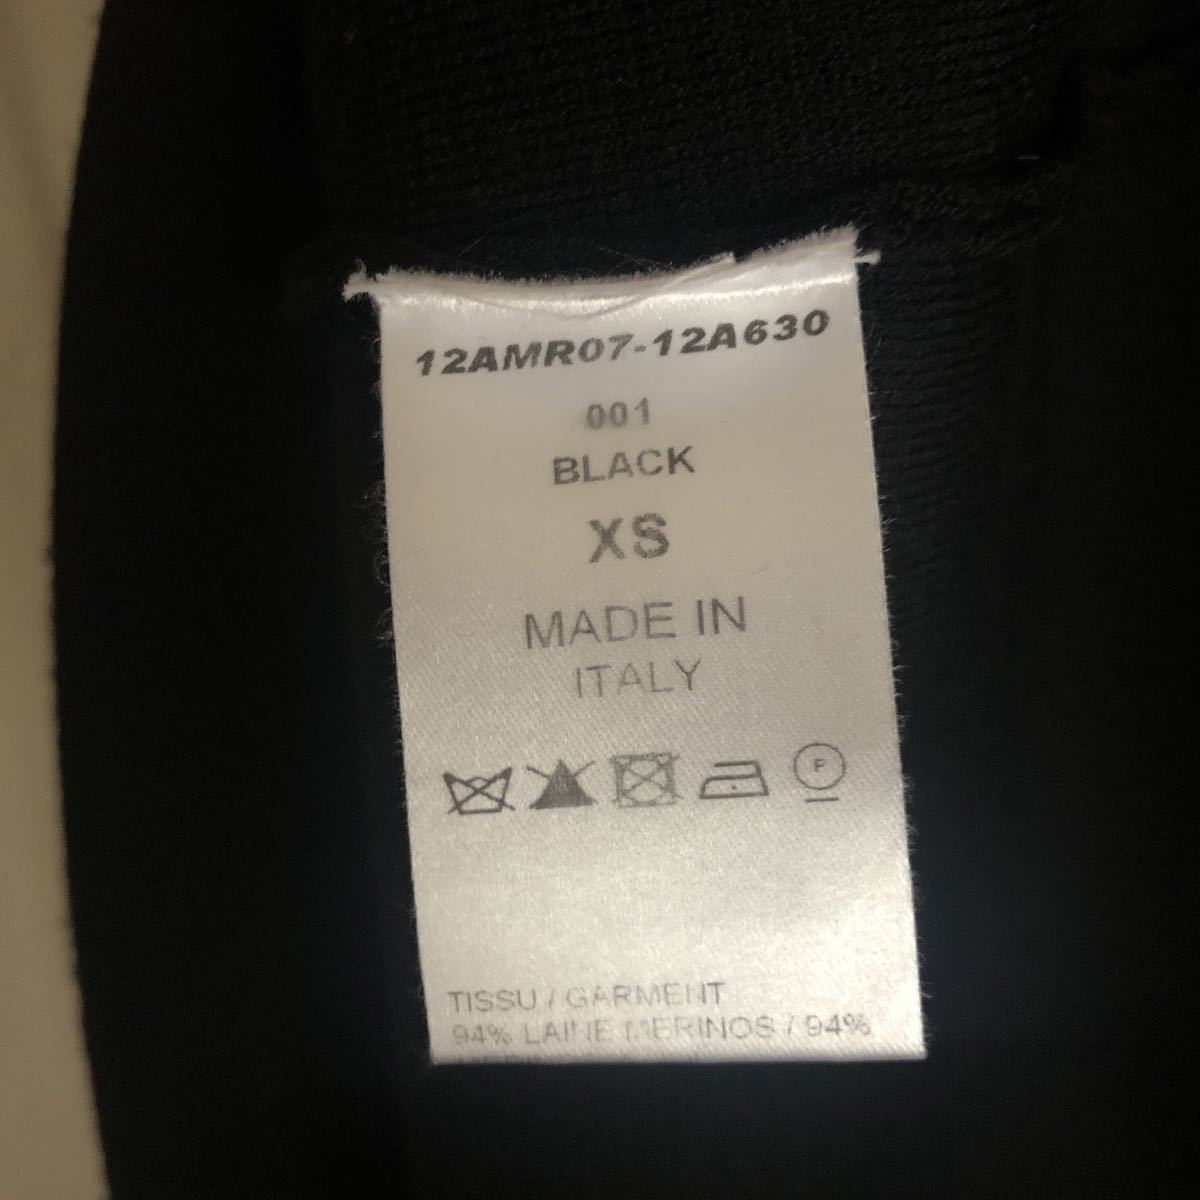 12AMR07-12A630
001
BLACK
XS
MADE IN
ITALY
P
TISSU / GARMENT
94% LAINE MERINOS / 94%